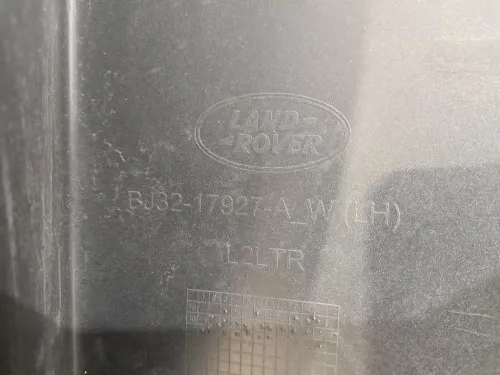 LAND-
-ROVER
BJ32-17927-A_W (LH)
L2LTR